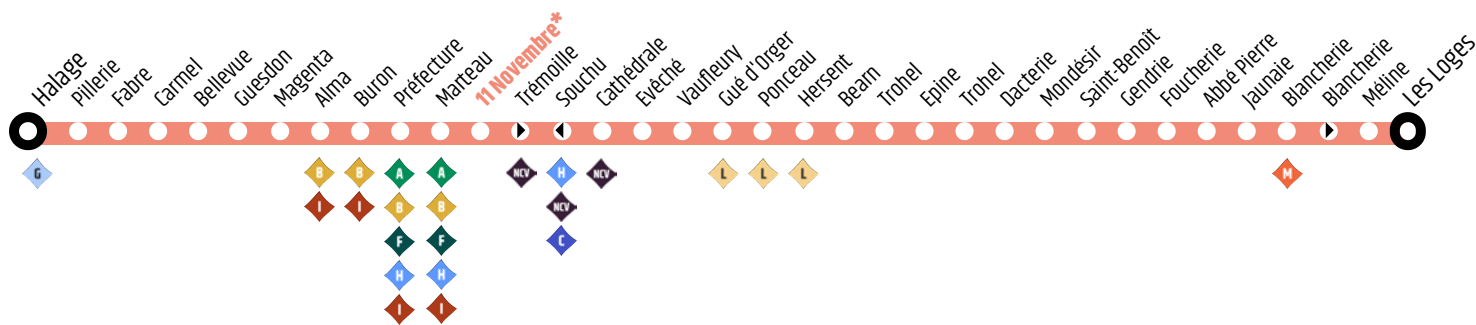 Halage
Pillerie
Fabre
Carmel
Bellevue
Guesdon
Magenta
Alma
Buron
Préfecture
Marteau
11 Novembre*
Trémoille
Souchu
Cathédrale
Evêché
Vaufleury
Gué d'Orger
Ponceau
Hersent
Bearn
Trohel
Epine
Trohel
Dacterie
Mondésir
Saint-Benoît
Gendrie
Foucherie
Abbé Pierre
Jaunaie
Blancherie
Blancherie
Méline
Les Loges
G
B
B
A
A
NCV
H
NCV
L
L
L
M
I
I
B
B
NCV
F
F
C
H
H
I
I